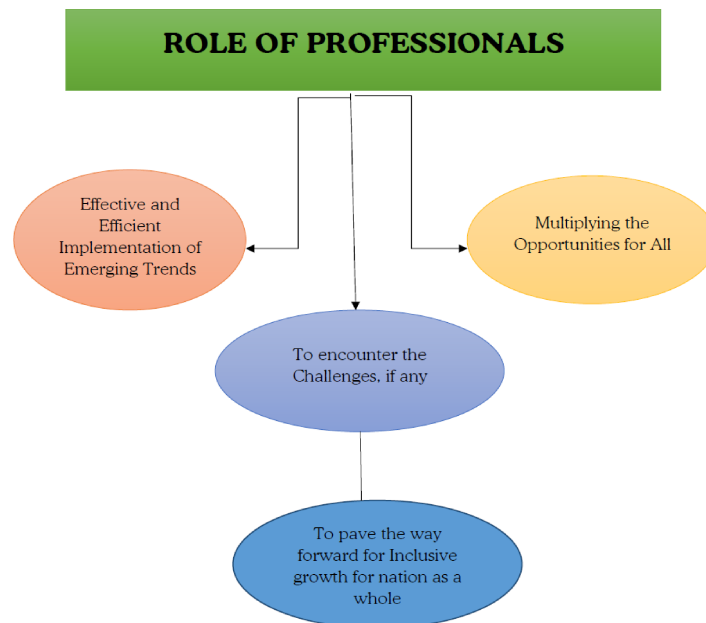 ROLE OF PROFESSIONALS
Effective and
Efficient
Implementation of
Emerging Trends
Multiplying the
Opportunities for All
To encounter the
Challenges, if any
To pave the way
forward for Inclusive
growth for nation as a
whole